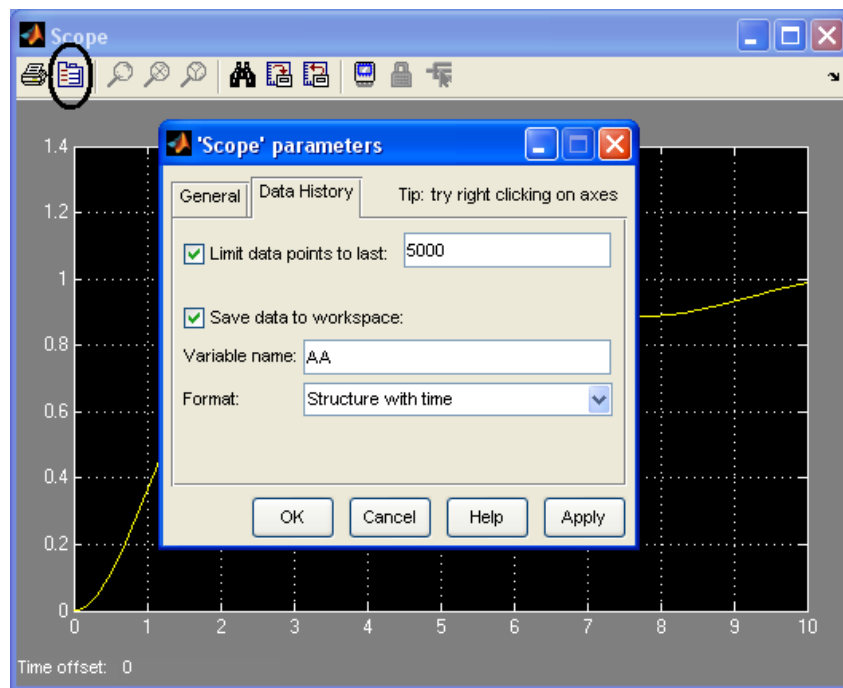 Scope
1.4
'Scope' parameters
General Data History Tip: try right clicking on axes
1.2
Limit data points to last: 5000
1
Save data to workspace:
0.8
Variable name: AA
Format: Structure with time
0.6
0.4
OK Cancel Help Apply
0.2
0
0 1 2 3 4 5 6 7 8 9 10
Time offset: 0